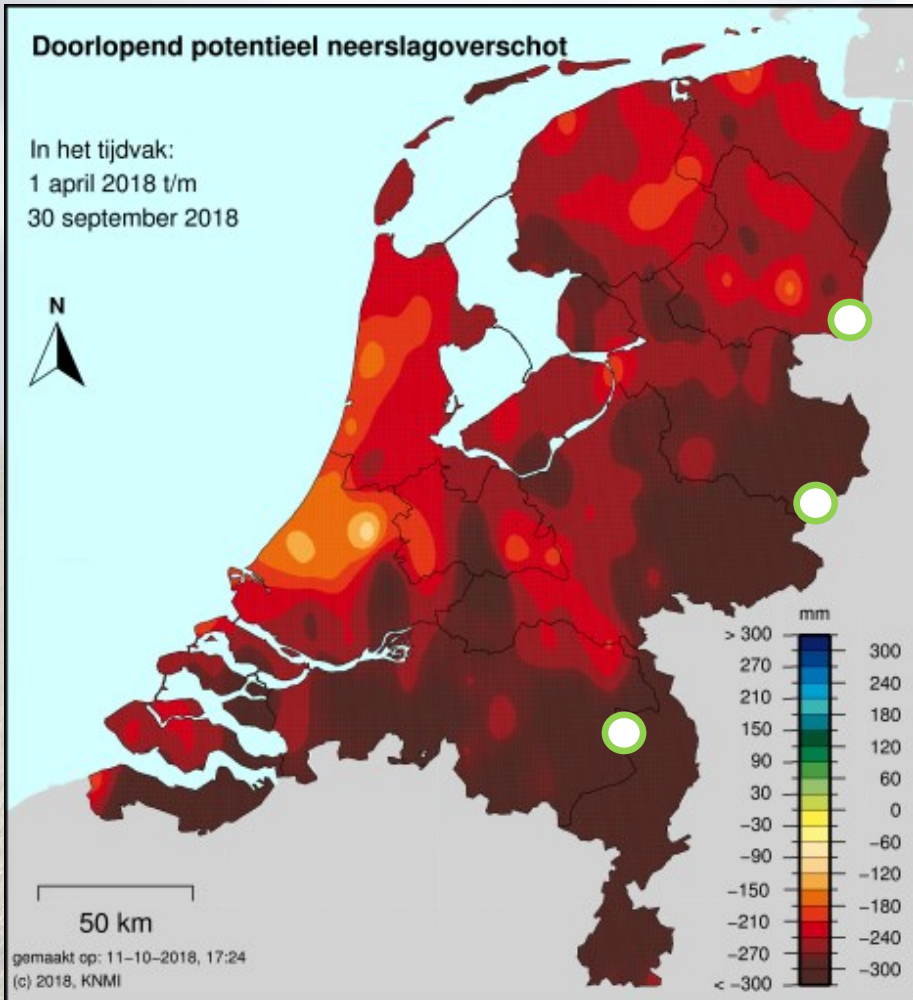 Doorlopend potentieel neerslagoverschot
In het tijdvak:
1 april 2018 t/m
30 september 2018
N
mm
> 300
300
270
240
210
180
150
120
90
60
30
0
−30
−60
−90
−120
−150
−180
−210
−240
−270
−300
< −300
50 km
gemaakt op: 11−10−2018, 17:24
(c) 2018, KNMI